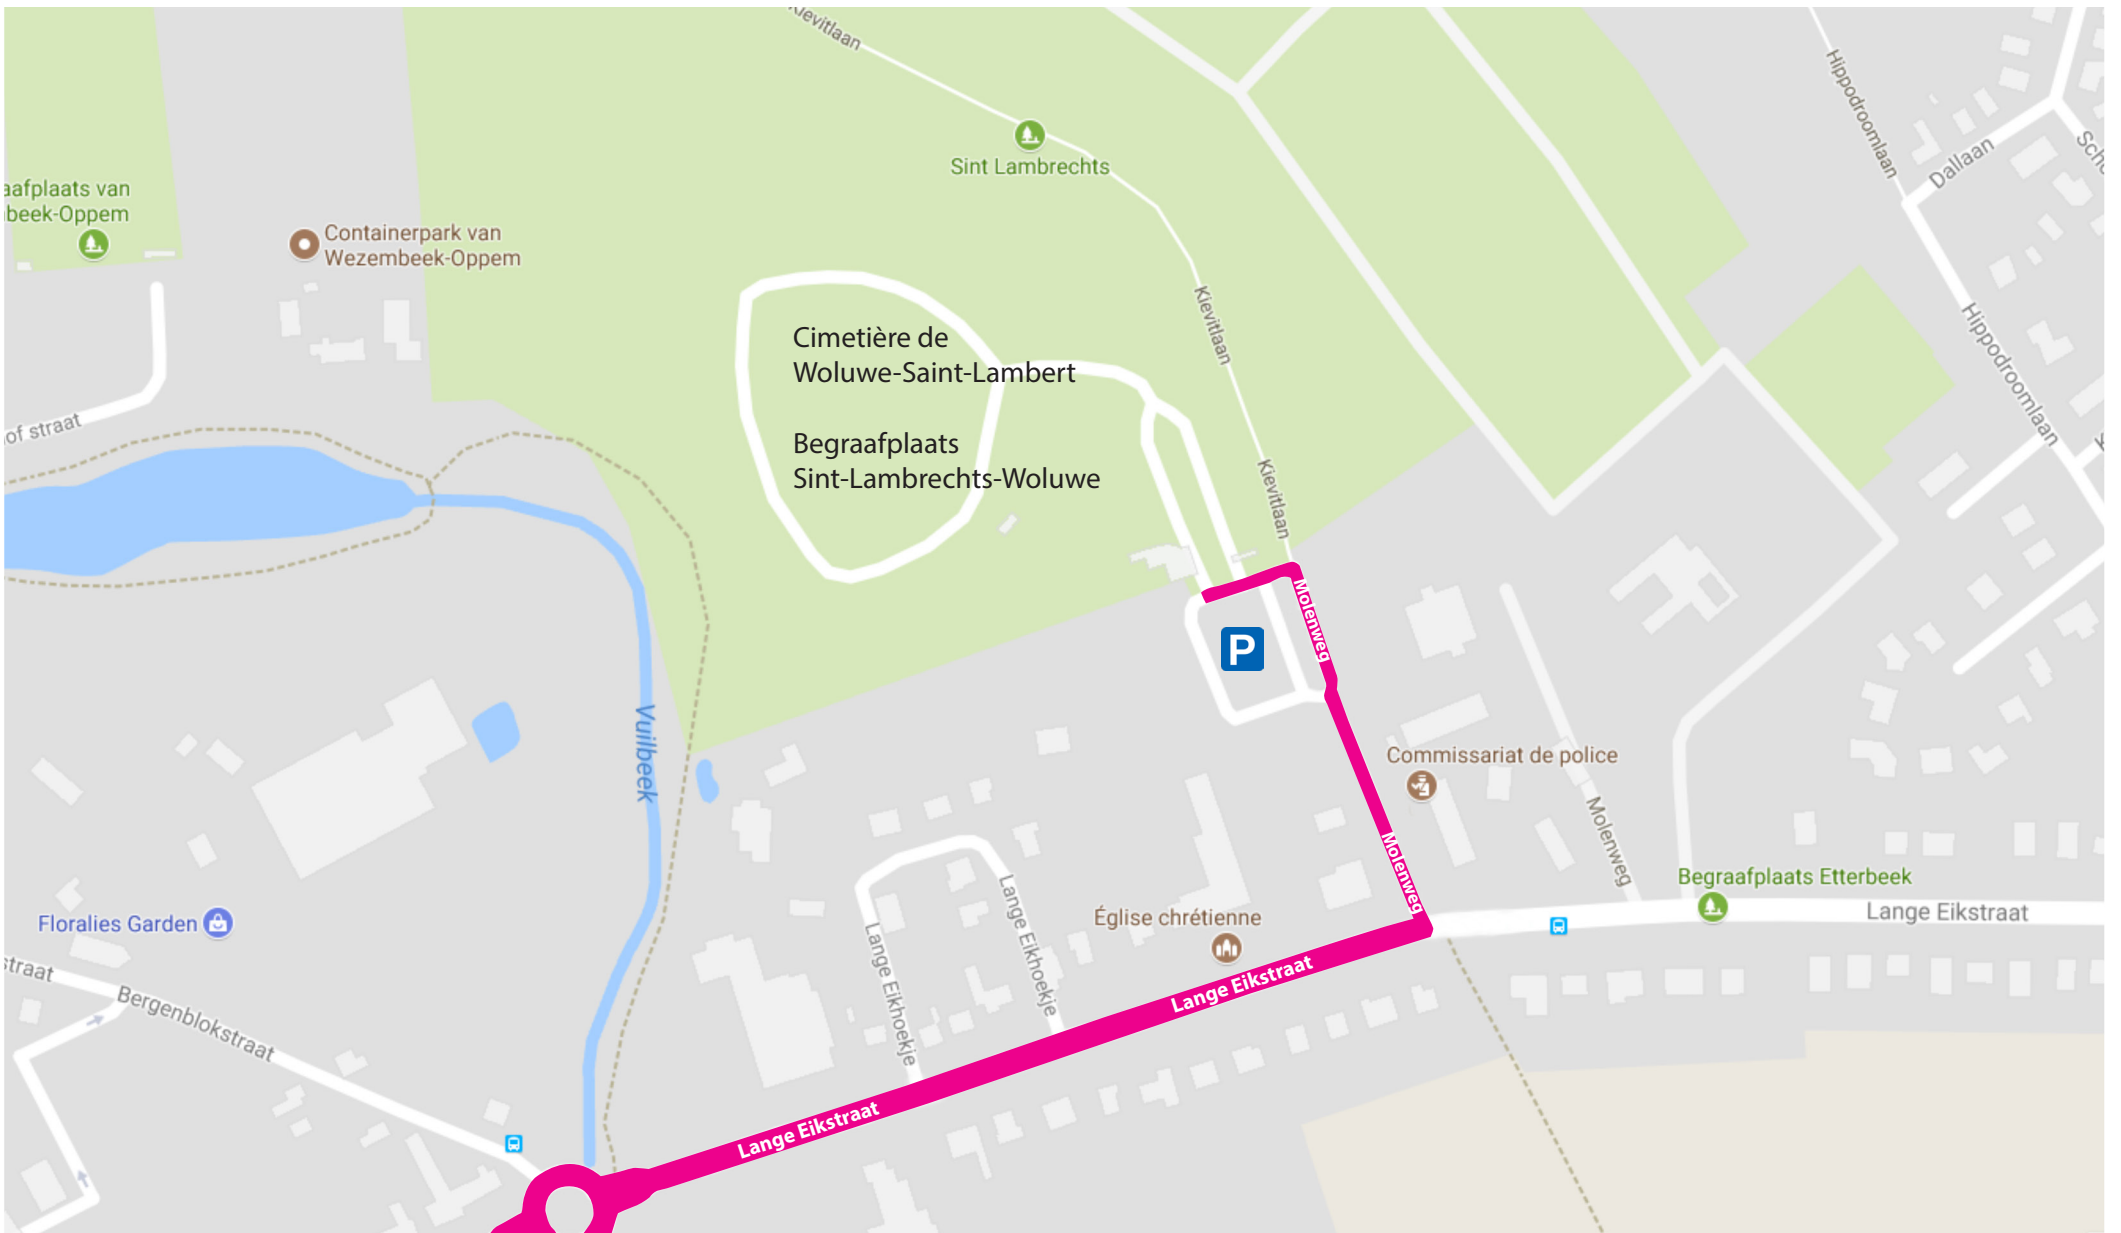 Kievitlaan
Hippodroomlaan
Dallaan
Sint Lambrechts
aafplaats van
beek-Oppem
Containerpark van
Wezembeek-Oppem
Kievitlaan
Hippodroomlaan
Cimetière de
Woluwe-Saint-Lambert
Begraafplaats
Sint-Lambrechts-Woluwe
of straat
Kievitlaan
Molenweg
P
Vuilbeek
Commissariat de police
Molenweg
Molenweg
Begraafplaats Etterbeek
Lange Eikstraat
Floralies Garden
Église chrétienne
Lange Eikhoekje
Lange Eikhoekje
straat
Bergenblokstraat
Lange Eikstraat
Lange Eikstraat